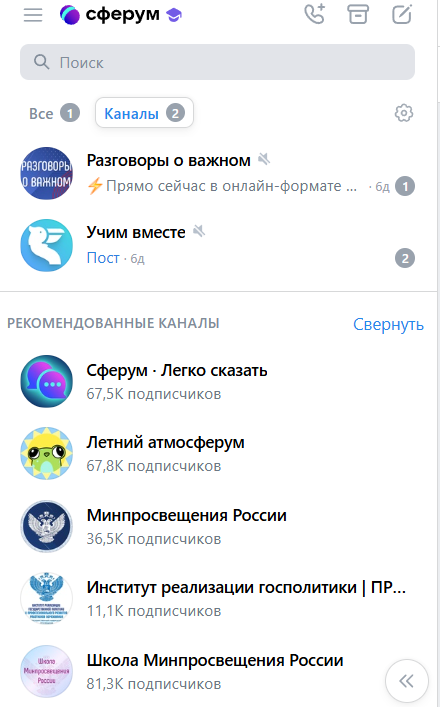 сферум
Поиск
Все 1 Каналы 2
РАЗГОВОРЫ
О ВАЖНОМ
Разговоры о важном
⚡Прямо сейчас в онлайн-формате ... · 6д 1
Учим вместе
Пост · 6д 2
РЕКОМЕНДОВАННЫЕ КАНАЛЫ Свернуть
Сферум · Легко сказать
67,5K подписчиков
Летний атмосферум
67,8K подписчиков
Минпросвещения России
36,5K подписчиков
Институт реализации госполитики | ПР...
11,1K подписчиков
Школа
Минпросвещения
России
Школа Минпросвещения России
81,3K подписчиков